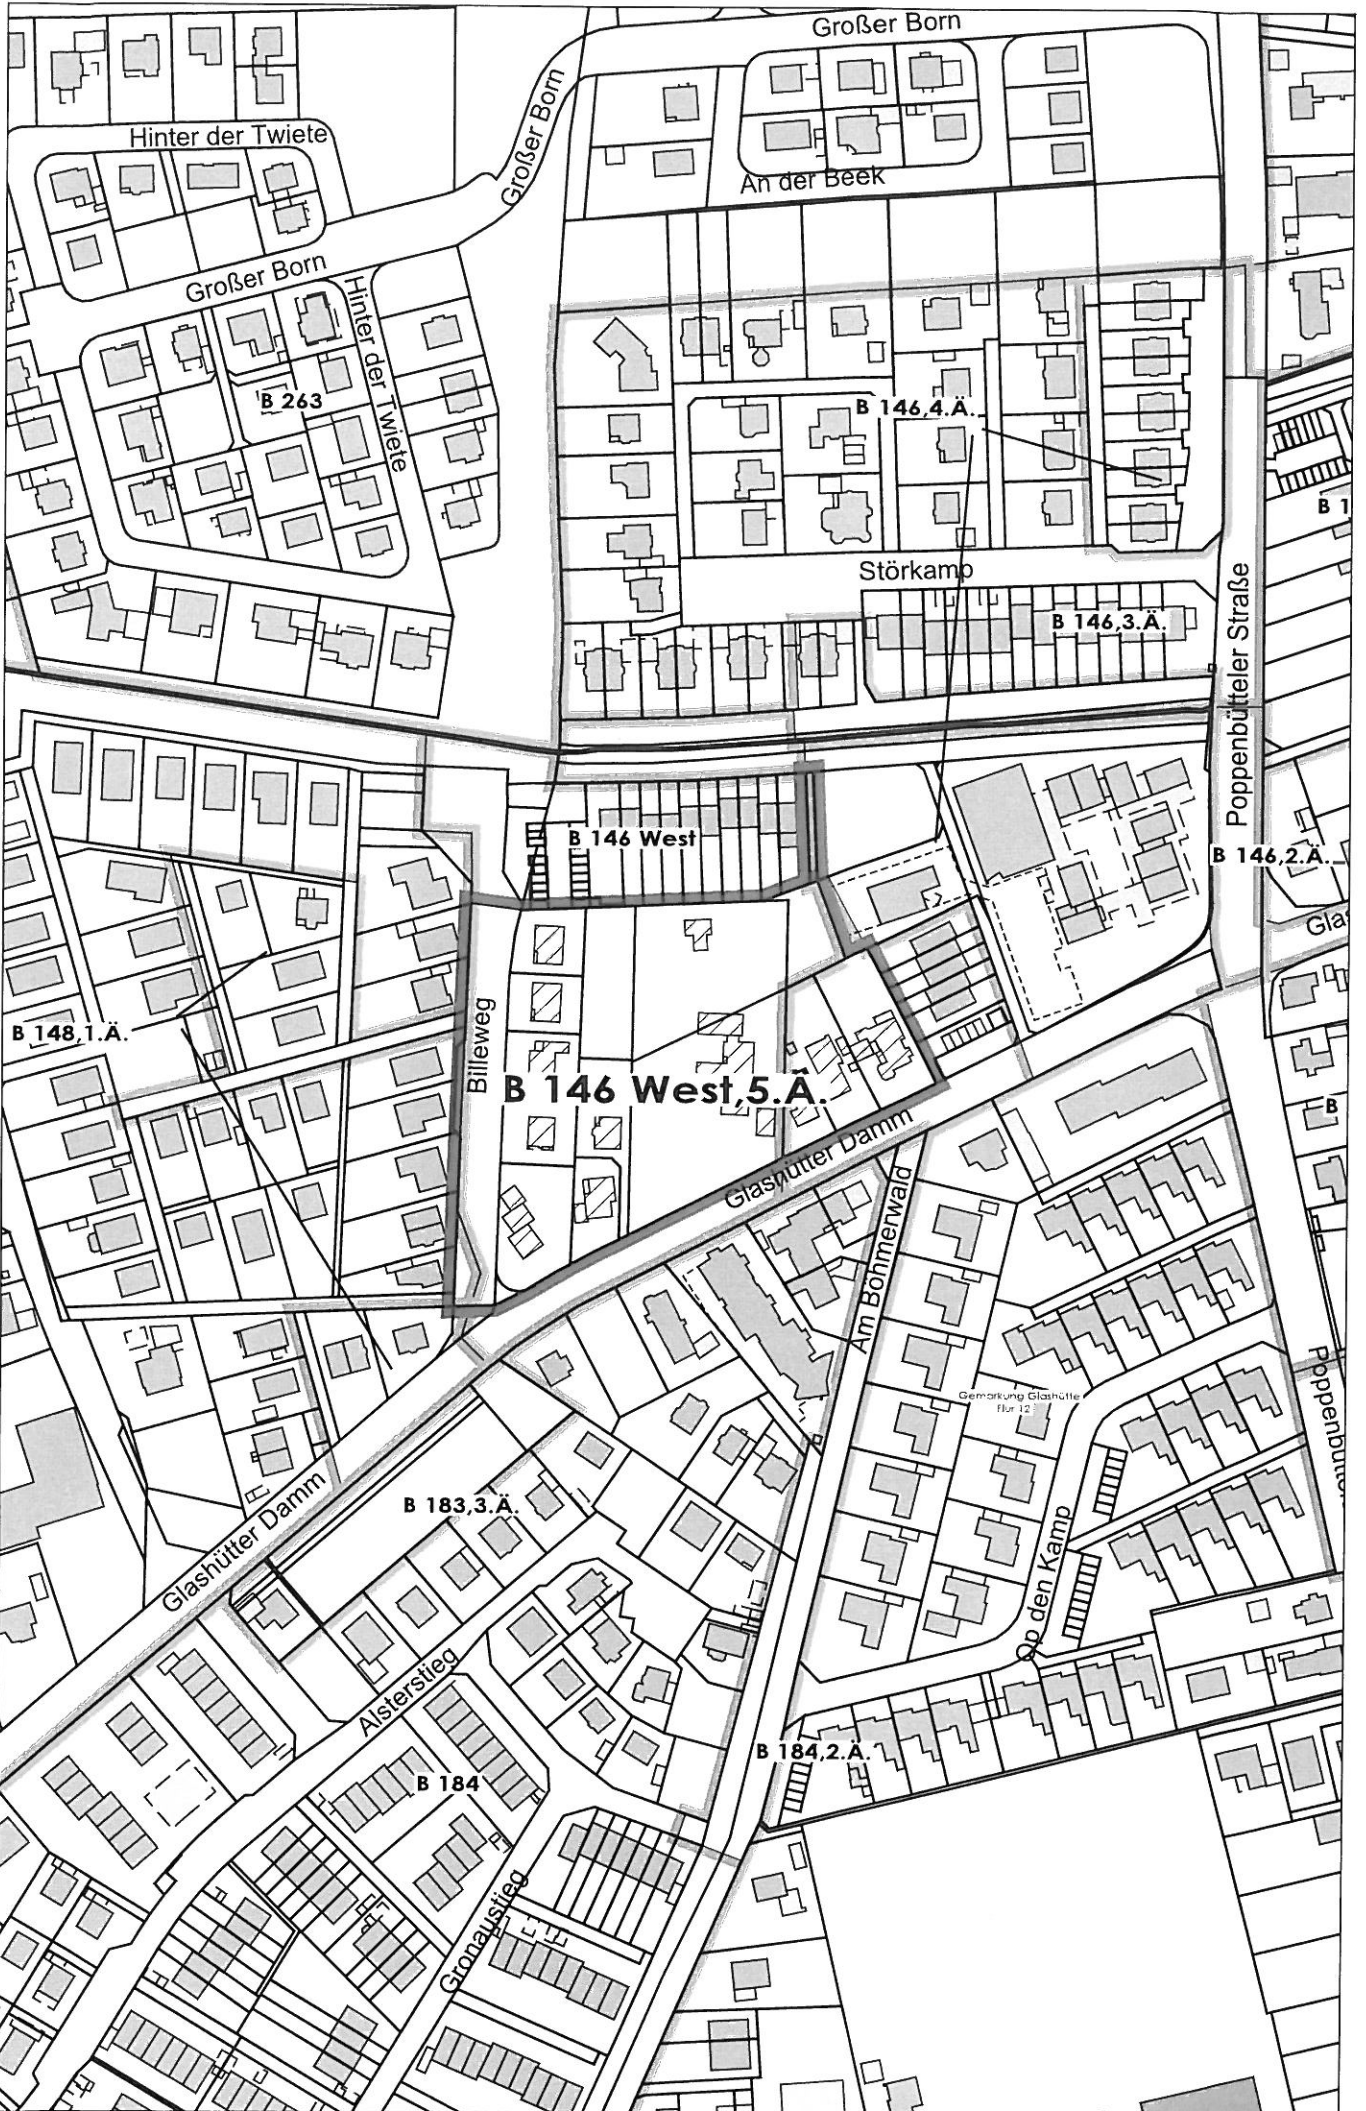 Großer Born
Hinter der Twiete
Großer Born
An der Beek
Großer Born
Hinter der Twiete
B 263
B 146,4.Ä.
B 1
Störkamp
B 146,3.Ä.
Poppenbütteler Straße
B 146 West
B 146,2.Ä.
Glas
B 148,1.Ä.
Billeweg
B 146 West,5.Ä.
B
Glashütter Damm
Am Böhmerwald
Gemarkung Glashütte
Flur 12
Poppenbütte
B 183,3.Ä.
Glashütter Damm
Op den Kamp
Alsterstieg
B 184,2.Ä.
B 184
Gronaustieg